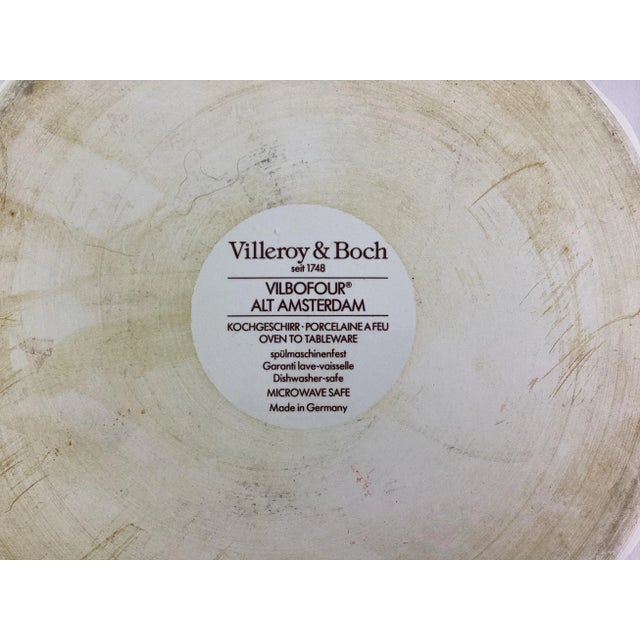 Villeroy & Boch
seit 1748
VILBOFOUR®
ALT AMSTERDAM
KOCHGESCHIRR · PORCELAINE A FEU
OVEN TO TABLEWARE
spülmaschinenfest
Garanti lave-vaisselle
Dishwasher-safe
MICROWAVE SAFE
Made in Germany